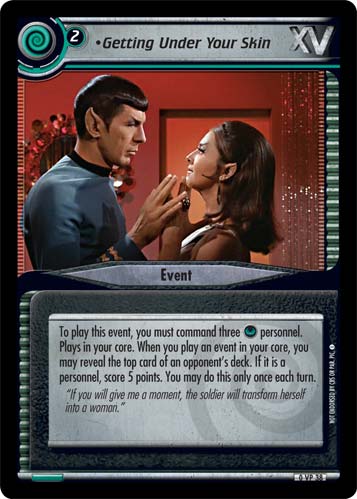 2
•Getting Under Your Skin
XV
Event
To play this event, you must command three personnel.
Plays in your core. When you play an event in your core, you
may reveal the top card of an opponent's deck. If it is a
personnel, score 5 points. You may do this only once each turn.
"If you will give me a moment, the soldier will transform herself
into a woman."
NOT ENDORSED BY CBS OR PAR. PIC.
0 VP 38